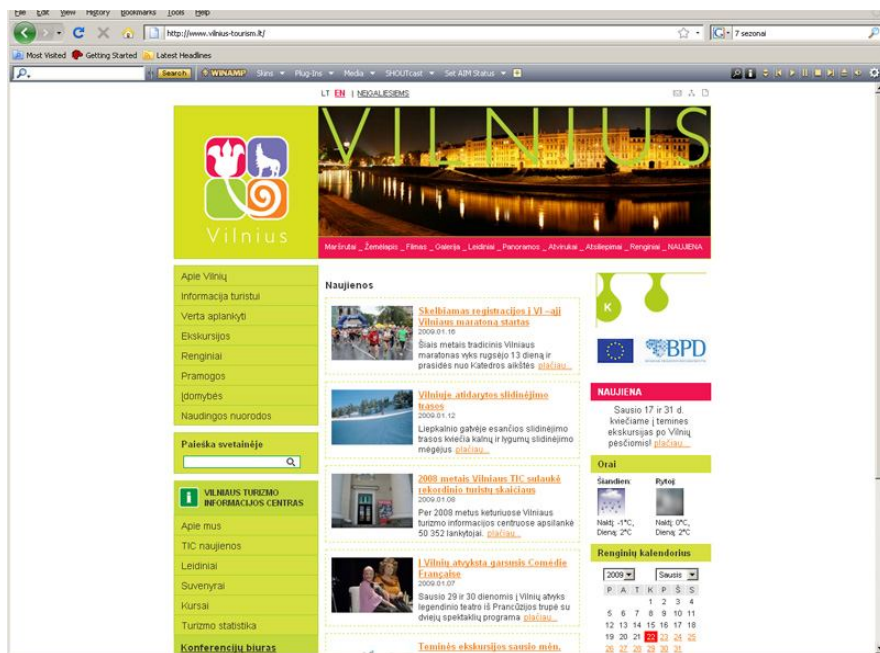 File Edit View History Bookmarks Tools Help
http://www.vilnius-tourism.lt/
7 sezonai
Most Visited Getting Started Latest Headlines
Search WINAMP Skins Plug-Ins Media SHOUTcast Set AIM Status
LT EN | NEĮGALIESIEMS
VILNIUS
Vilnius
Maršrutai _ Žemėlapis _ Filmas _ Galerija _ Leidiniai _ Panoramos _ Atvirukai _ Atsiliepimai _ Renginiai _ NAUJIENA
Apie Vilnių
Informacija turistui
Verta aplankyti
Ekskursijos
Renginiai
Pramogos
Įdomybės
Naudingos nuorodos
Paieška svetainėje
VILNIAUS TURIZMO
INFORMACIJOS CENTRAS
Apie mus
TIC naujienos
Leidiniai
Suvenyrai
Kursai
Turizmo statistika
Konferencijų biuras
Naujienos
Skelbiamas registracijos į VI –ąjį
Vilniaus maratoną startas
2009.01.16
Šiais metais tradicinis Vilniaus
maratonas vyks rugsėjo 13 dieną ir
prasidės nuo Katedros aikštės plačiau...
Vilniuje atidarytos slidinėjimo
trasos
2009.01.12
Liepkalnio gatvėje esančios slidinėjimo
trasos kviečia kalnų ir lygumų slidinėjimo
mėgėjus plačiau...
2008 metais Vilniaus TIC sulaukė
rekordinio turistų skaičiaus
2009.01.08
Per 2008 metus keturiuose Vilniaus
turizmo informacijos centruose apsilankė
50 352 lankytojai. plačiau...
Į Vilnių atvyksta garsusis Comédie
Française
2009.01.07
Sausio 29 ir 30 dienomis į Vilnių atvyks
legendinio teatro iš Prancūzijos trupė su
dviejų spektaklių programa plačiau...
Teminės ekskursijos sausio mėn.
K
BPD
NAUJIENA
Sausio 17 ir 31 d.
kviečiame į temines
ekskursijas po Vilnių
pėsčiomis! plačiau...
Orai
Šiandien: Rytoj:
Naktį: -1°C, Naktį: 0°C,
Dieną: 2°C Dieną: 2°C
Renginių kalendorius
2009 Sausis
P A T K P Š S
1 2 3 4
5 6 7 8 9 10 11
12 13 14 15 16 17 18
19 20 21 22 23 24 25
26 27 28 29 30 31